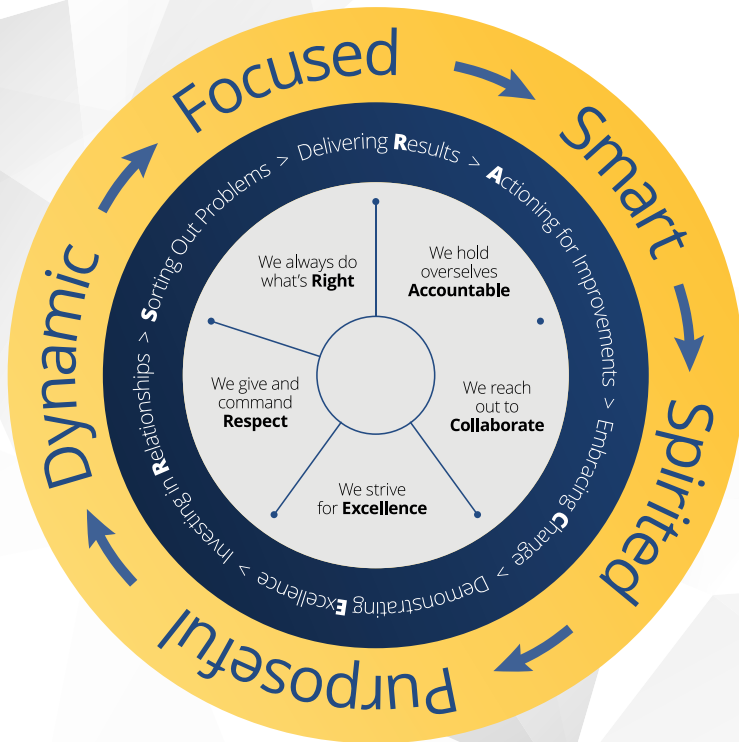 Focused
Smart
Spirited
Purposeful
Dynamic
Delivering Results > Actioning for Improvements > Embracing Change > Demonstrating Excellence > Investing in Relationships > Sorting Out Problems >
We always do
what's Right
We hold
overselves
Accountable
We reach
out to
Collaborate
We strive
for Excellence
We give and
command
Respect